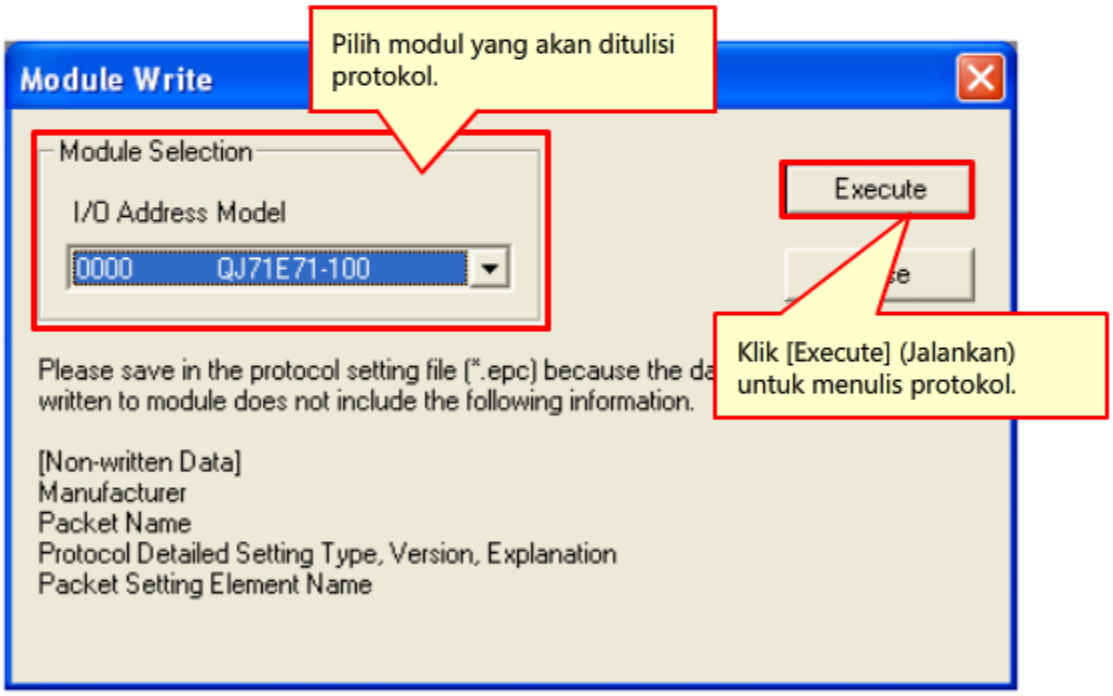 Pilih modul yang akan ditulisi
protokol.
Module Write
Module Selection
I/O Address Model
0000 QJ71E71-100
Execute
se
Klik [Execute] (Jalankan)
untuk menulis protokol.
Please save in the protocol setting file (*.epc) because the da
written to module does not include the following information.
[Non-written Data]
Manufacturer
Packet Name
Protocol Detailed Setting Type, Version, Explanation
Packet Setting Element Name